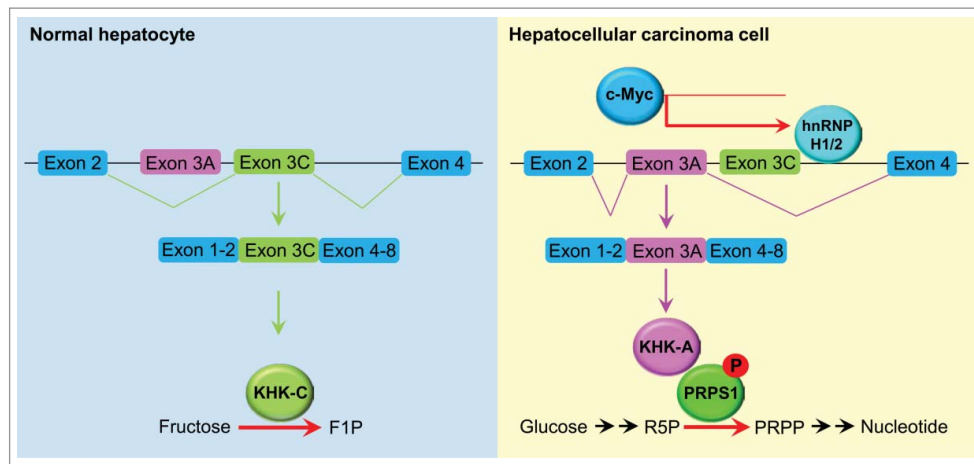 Normal hepatocyte
Exon 2
Exon 3A
Exon 3C
Exon 4
Exon 1-2
Exon 3C
Exon 4-8
KHK-C
Fructose
F1P
Hepatocellular carcinoma cell
c-Myc
hnRNP
H1/2
Exon 2
Exon 3A
Exon 3C
Exon 4
Exon 1-2
Exon 3A
Exon 4-8
KHK-A
P
PRPS1
Glucose
R5P
PRPP
Nucleotide